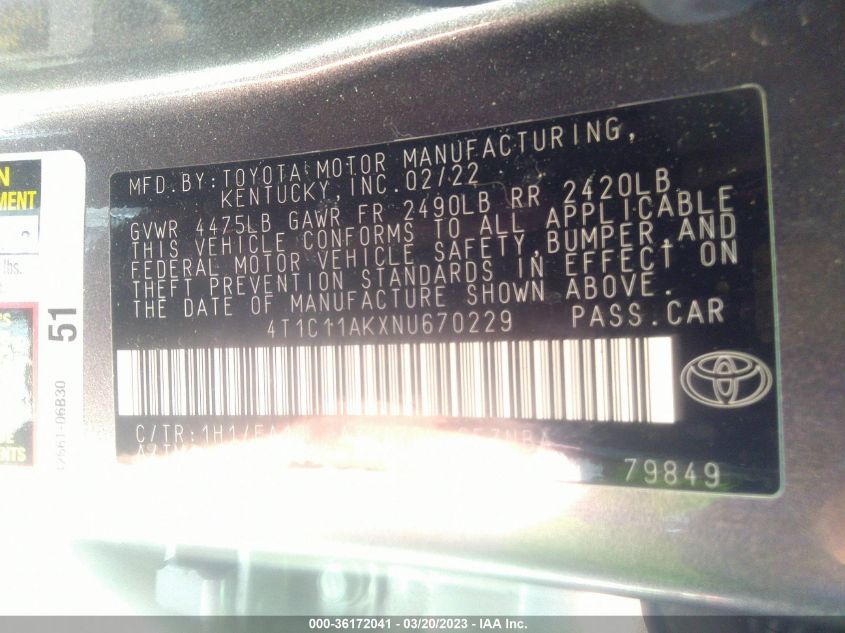 MFD.BY:TOYOTA MOTOR MANUFACTURING,
KENTUCKY,INC.02/22
GVWR 4475LB GAWR FR 2490LB RR 2420LB
THIS VEHICLE CONFORMS TO ALL APPLICABLE
FEDERAL MOTOR VEHICLE SAFETY,BUMPER,AND
THEFT PREVENTION STANDARDS IN EFFECT ON
THE DATE OF MANUFACTURE SHOWN ABOVE.
4T1C11AKXNU670229 PASS.CAR
C/TR:1H1/
79849
51
lbs.
000-36172041 - 03/20/2023 - IAA Inc.